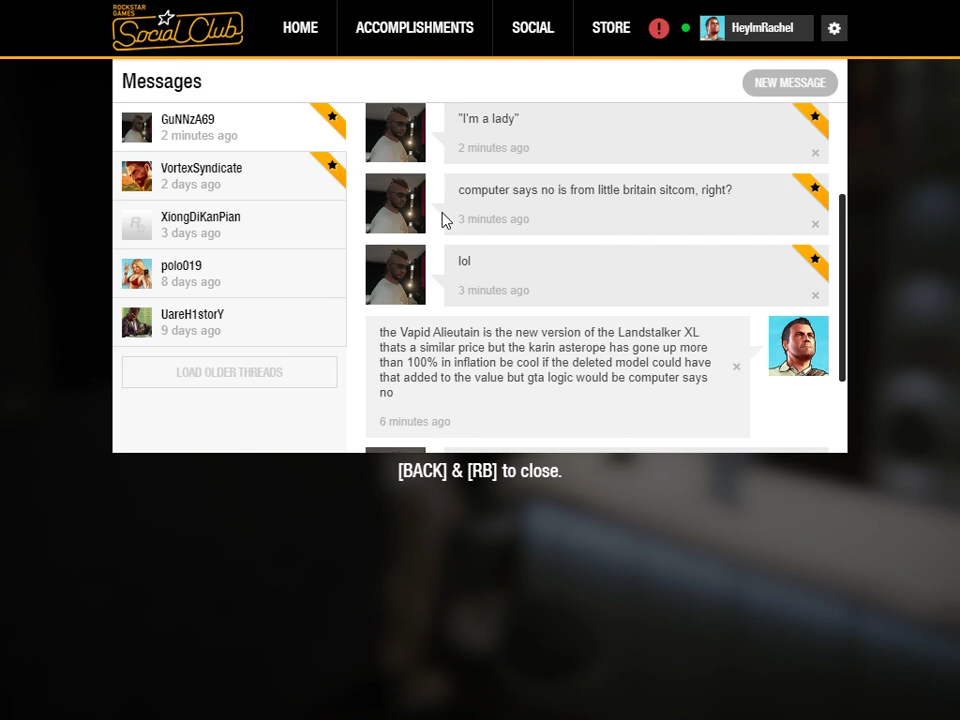 ROCKSTAR
GAMES
Social Club
HOME
ACCOMPLISHMENTS
SOCIAL
STORE
HeyImRachel
Messages
NEW MESSAGE
GuNNzA69
2 minutes ago
VortexSyndicate
2 days ago
XiongDiKanPian
3 days ago
polo019
8 days ago
UareH1storY
9 days ago
LOAD OLDER THREADS
"I'm a lady"
2 minutes ago
computer says no is from little britain sitcom, right?
3 minutes ago
lol
3 minutes ago
the Vapid Alieutain is the new version of the Landstalker XL
thats a similar price but the karin asterope has gone up more
than 100% in inflation be cool if the deleted model could have
that added to the value but gta logic would be computer says
no
6 minutes ago
[BACK] & [RB] to close.